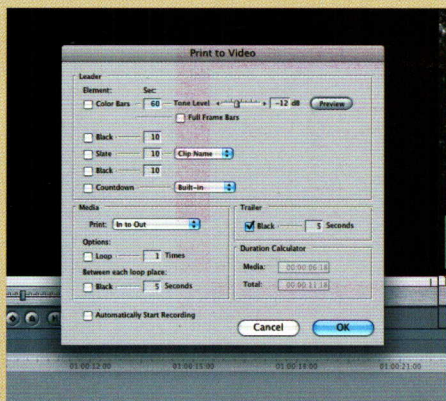 Print to Video
Leader
Element: Sec:
Color Bars 60 Tone Level -12 dB Preview
Full Frame Bars
Black 10
Slate 10 Clip Name
Black 10
Countdown Built-in
Media
Print: In to Out
Options:
Loop 1 Times
Between each loop place:
Black 5 Seconds
Trailer
Black 5 Seconds
Duration Calculator
Media: 00:00:06:18
Total: 00:00:11:18
Automatically Start Recording
Cancel OK
01:00:12:00 01:00:15:00 01:00:18:00 01:00:21:00